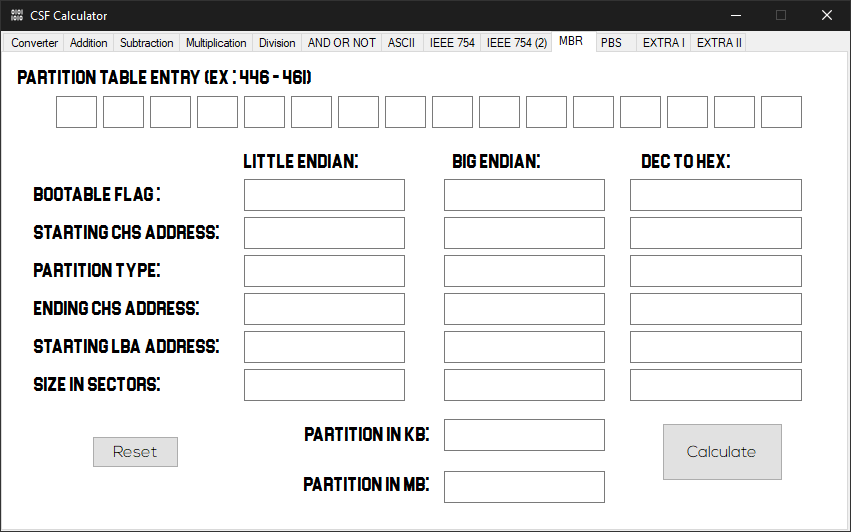 0101
1010
CSF Calculator
Converter Addition Subtraction Multiplication Division AND OR NOT ASCII IEEE 754 IEEE 754 (2) MBR PBS EXTRA I EXTRA II
PARTITION TABLE ENTRY (EX : 446 - 461)
LITTLE ENDIAN: BIG ENDIAN: DEC TO HEX:
BOOTABLE FLAG :
STARTING CHS ADDRESS:
PARTITION TYPE:
ENDING CHS ADDRESS:
STARTING LBA ADDRESS:
SIZE IN SECTORS:
PARTITION IN KB:
Reset Calculate
PARTITION IN MB: